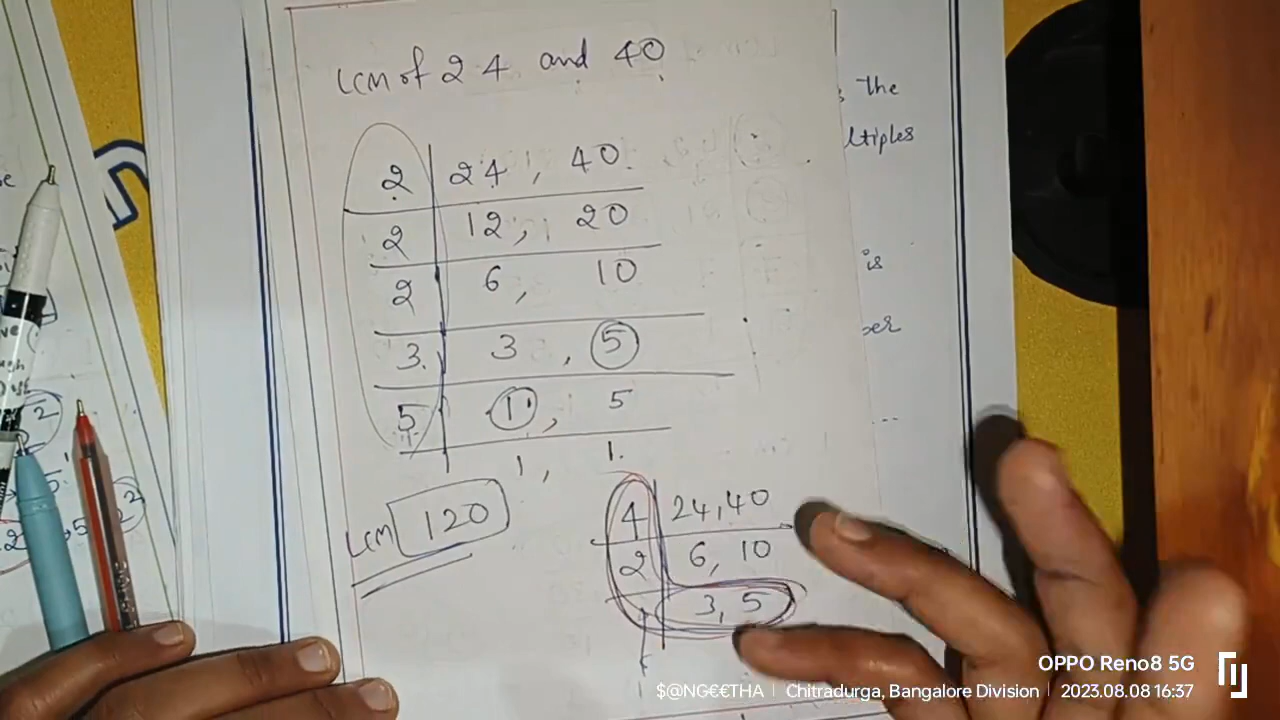 LCM of 24 and 40
2 | 24, 40
2 | 12, 20
2 | 6, 10
3. | 3, 5
5 | 1, 5
1, 1.
LCM 120
4 | 24,40
2 | 6, 10
3, 5
The
ltiples
is
ber
OPPO Reno8 5G
$@NG€€THA | Chitradurga, Bangalore Division | 2023.08.08 16:37